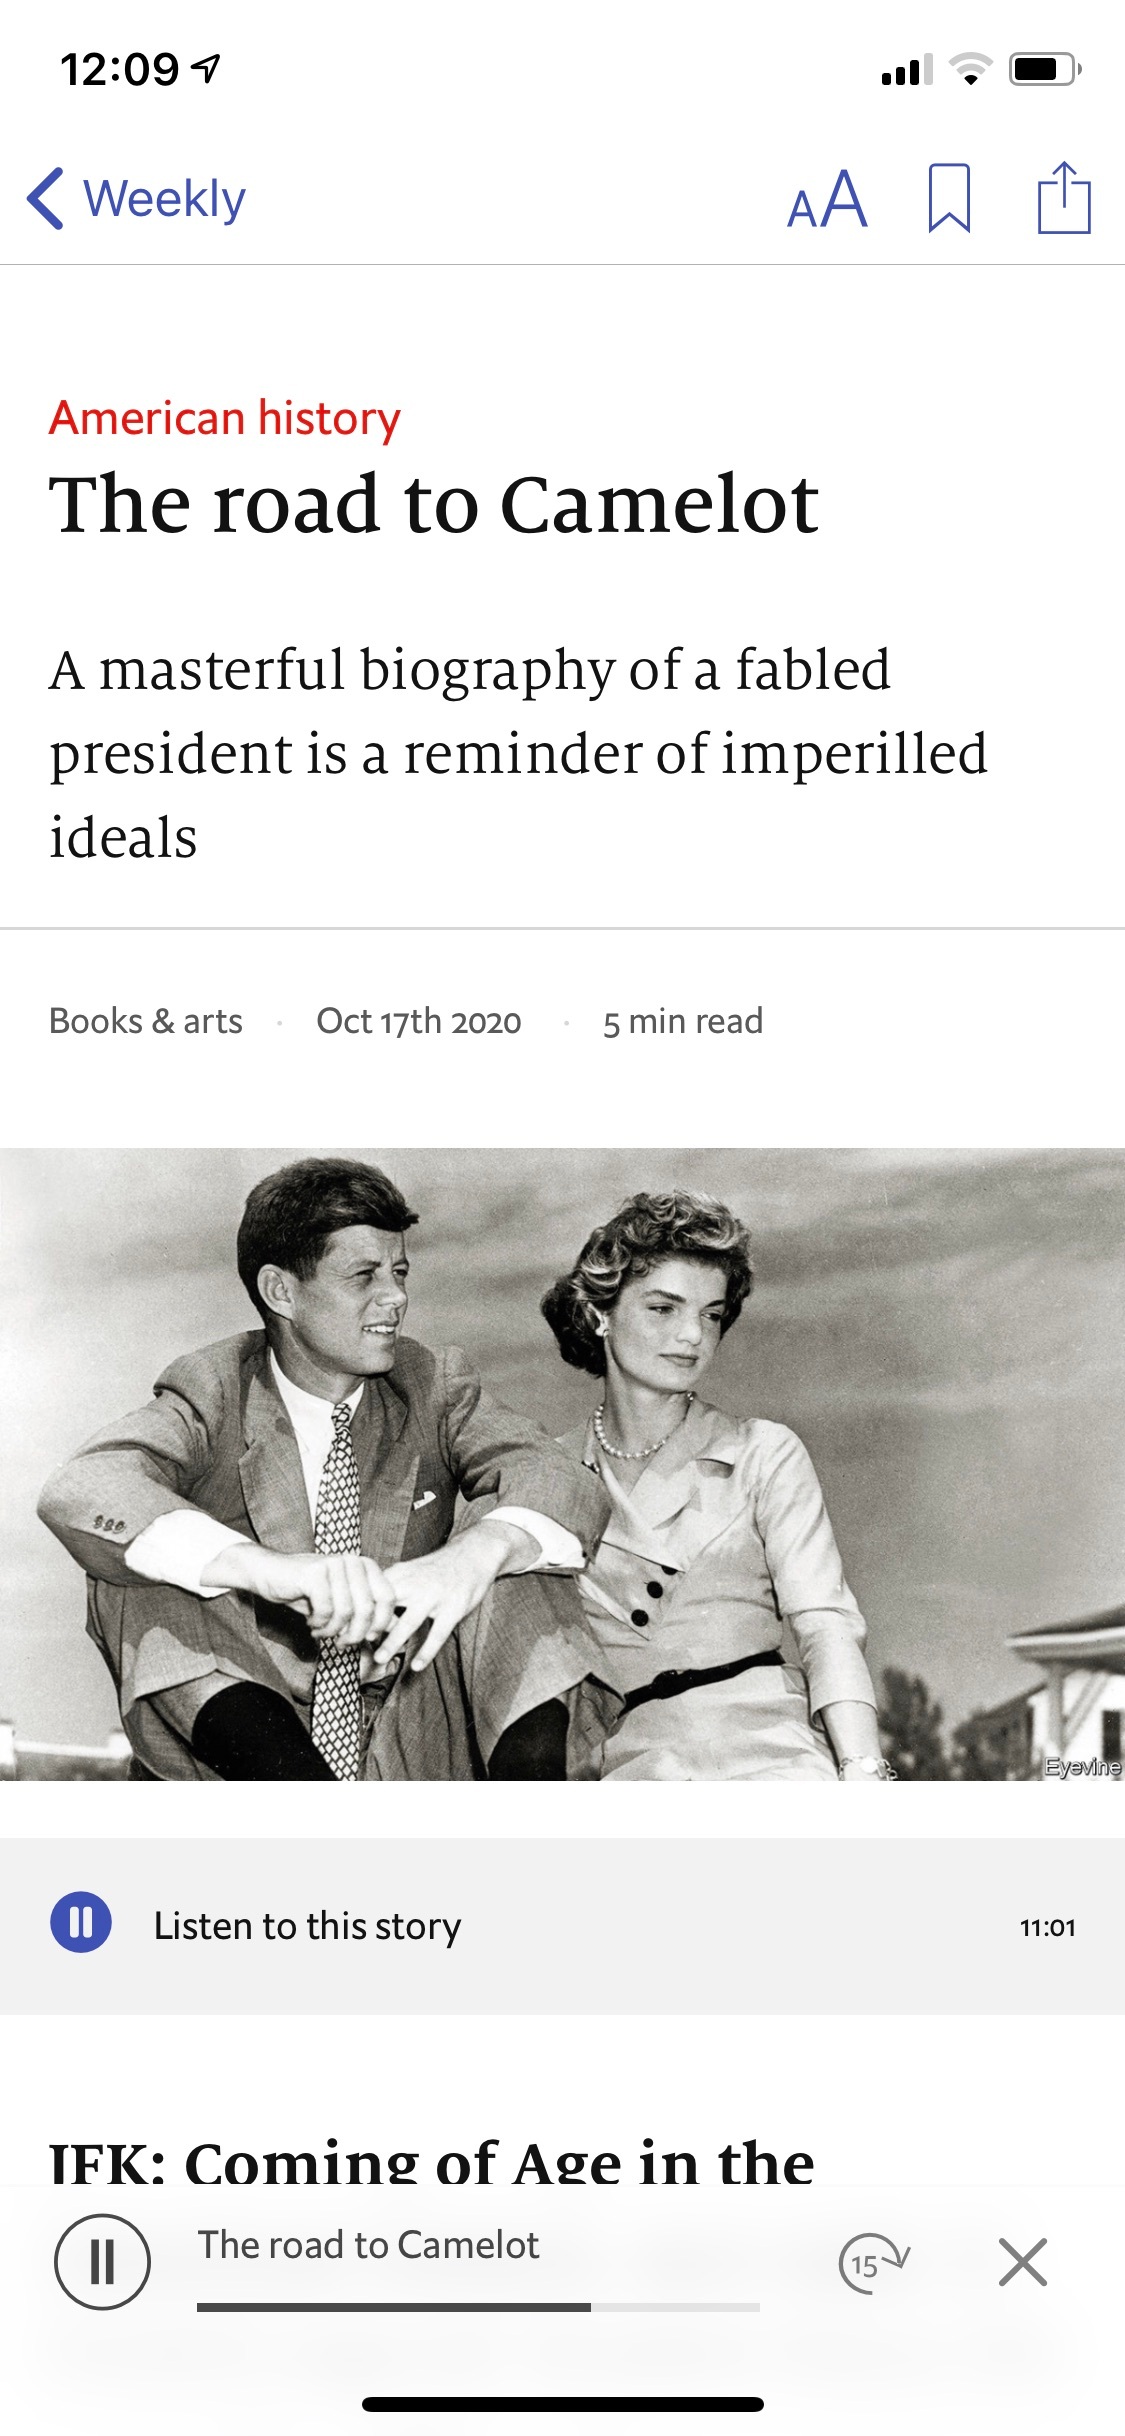 12:09
Weekly
AA
American history
The road to Camelot
A masterful biography of a fabled
president is a reminder of imperilled
ideals
Books & arts · Oct 17th 2020 · 5 min read
Eyevine
Listen to this story 11:01
JFK: Coming of Age in the
The road to Camelot
15